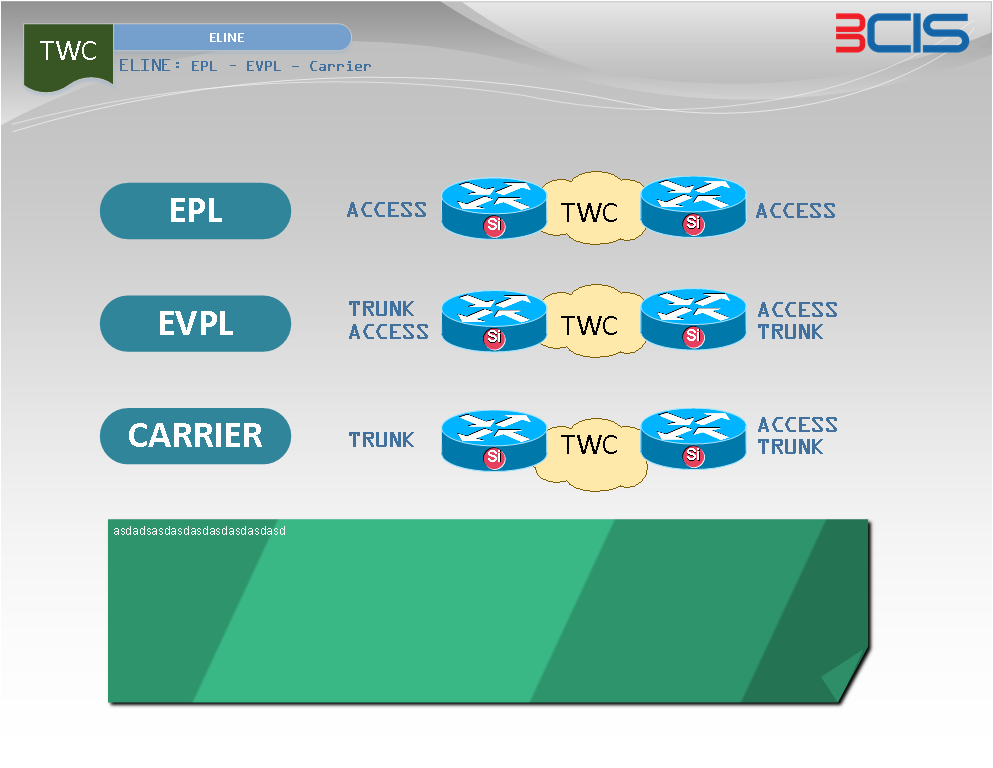 TWC
ELINE
ELINE: EPL - EVPL - Carrier
3CIS
EPL
ACCESS
Si
TWC
Si
ACCESS
EVPL
TRUNK
ACCESS
Si
TWC
Si
ACCESS
TRUNK
CARRIER
TRUNK
Si
TWC
Si
ACCESS
TRUNK
asdadsasdasdasdasdasdasdasd